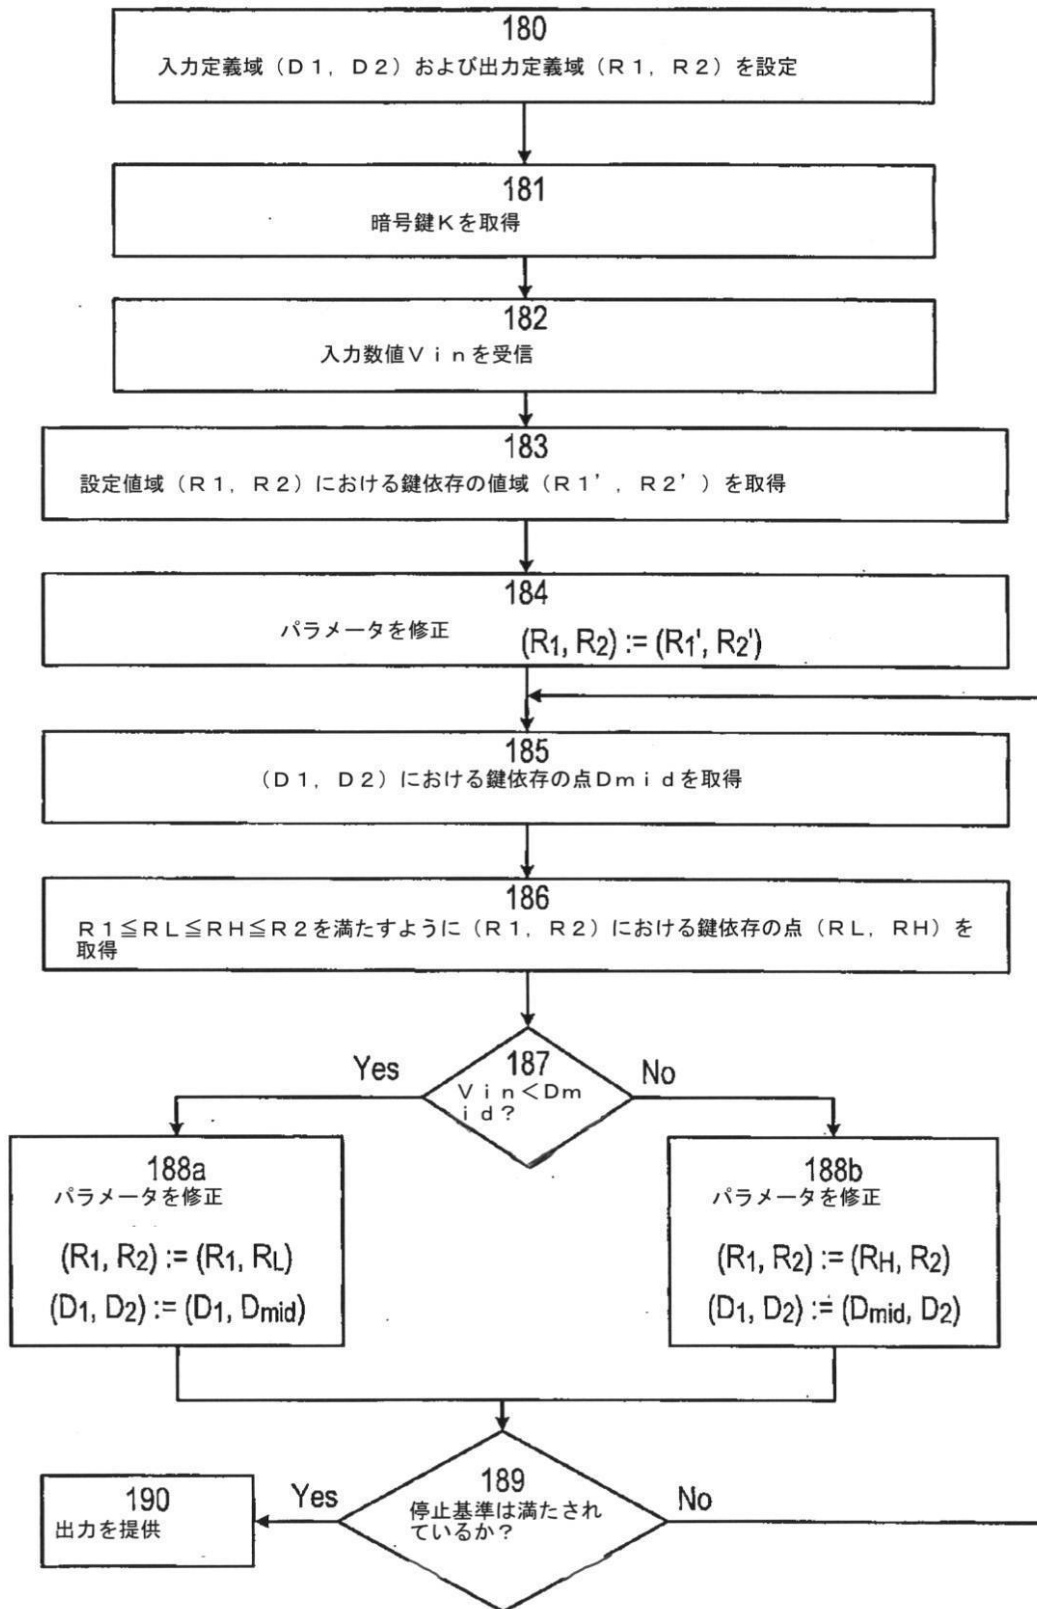 180
入力定義域（D1，D2）および出力定義域（R1，R2）を設定
181
暗号鍵Kを取得
182
入力数値Vinを受信
183
設定値域（R1，R2）における鍵依存の値域（R1'，R2'）を取得
184
パラメータを修正 (R1, R2) := (R1', R2')
185
（D1，D2）における鍵依存の点Dmidを取得
186
R1≦RL≦RH≦R2を満たすように（R1，R2）における鍵依存の点（RL，RH）を
取得
Yes
187
No
Vin＜Dm
id？
188a
パラメータを修正
(R1, R2) := (R1, RL)
(D1, D2) := (D1, Dmid)
188b
パラメータを修正
(R1, R2) := (RH, R2)
(D1, D2) := (Dmid, D2)
189
停止基準は満たされ
ているか？
Yes
No
190
出力を提供